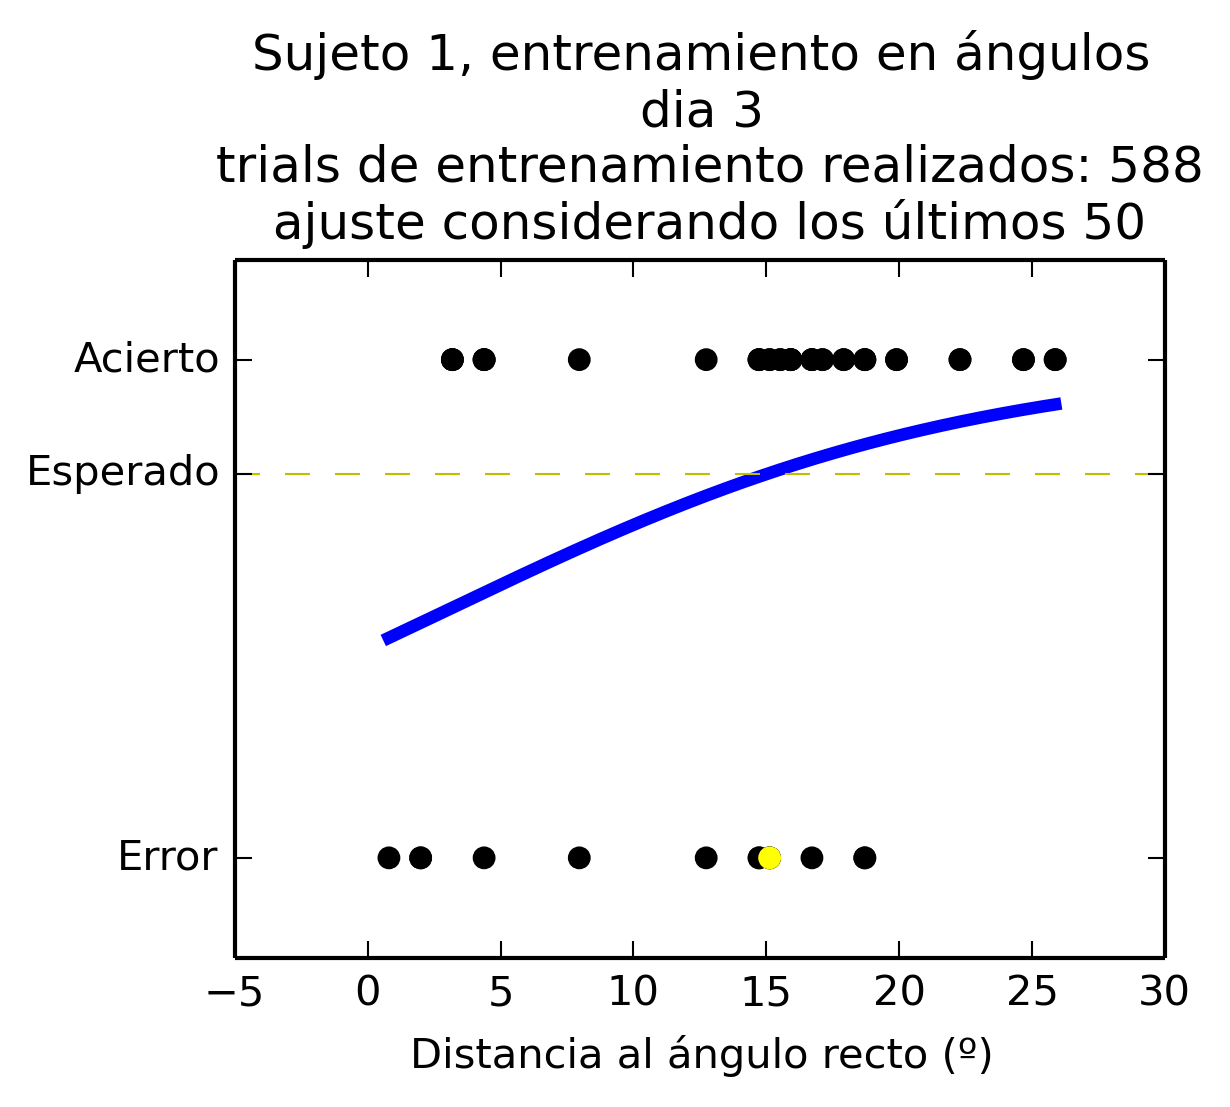 Sujeto 1, entrenamiento en ángulos
dia 3
trials de entrenamiento realizados: 588
ajuste considerando los últimos 50
Acierto
Esperado
Error
−5 0 5 10 15 20 25 30
Distancia al ángulo recto (º)